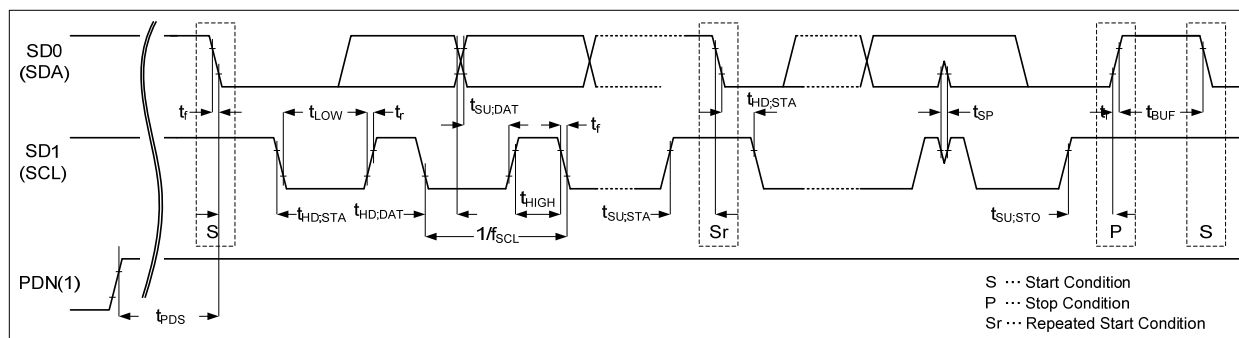 SD0
(SDA)
tf
tLOW
tr
tSU;DAT
tf
tHD;STA
tSP
tr
tBUF
SD1
(SCL)
tHD;STA
tHD;DAT
tHIGH
tSU;STA
tSU;STO
S
1/fSCL
Sr
P
S
PDN(1)
tPDS
S ··· Start Condition
P ··· Stop Condition
Sr ··· Repeated Start Condition